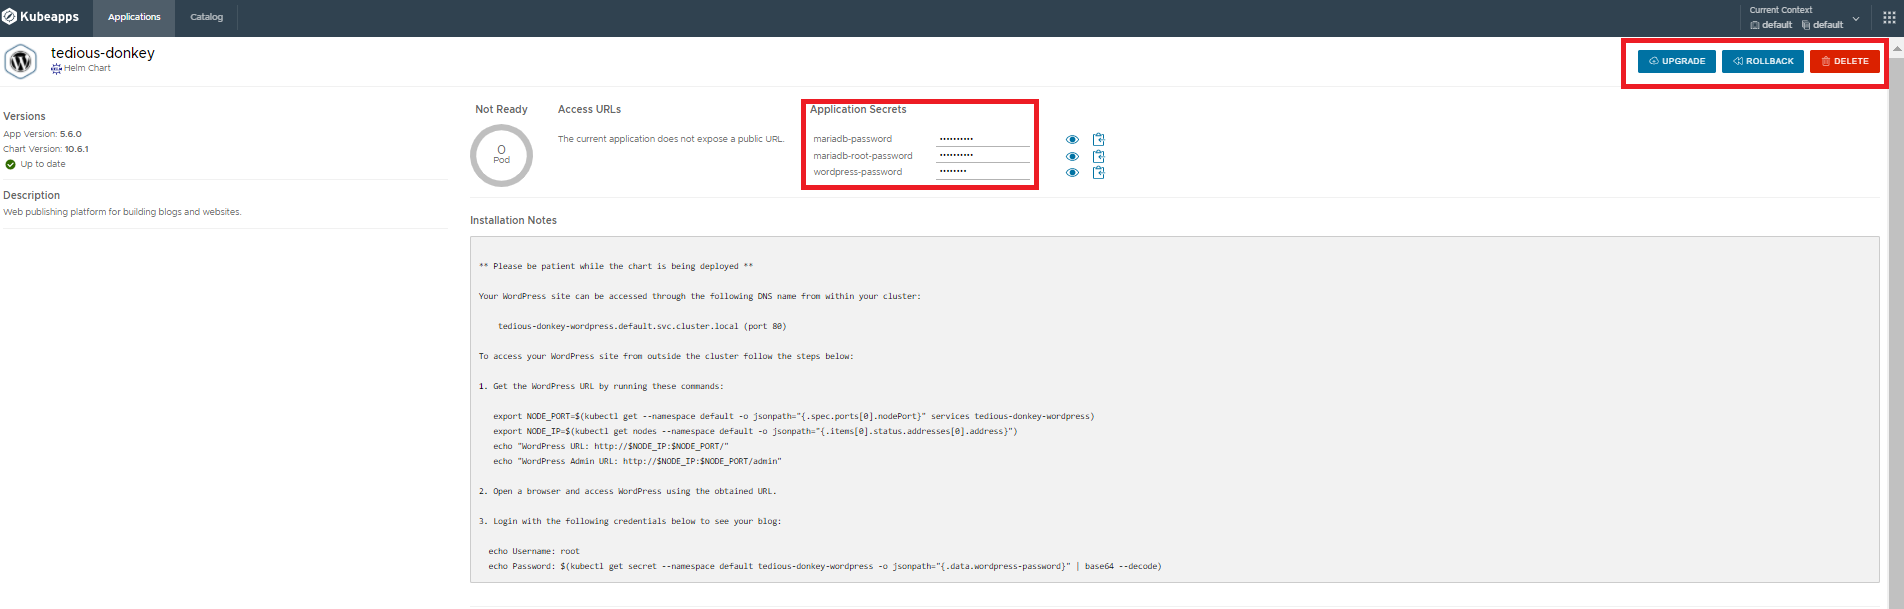 Kubeapps
Applications
Catalog
Current Context
default default
tedious-donkey
Helm Chart
UPGRADE
ROLLBACK
DELETE
Versions
App Version: 5.6.0
Chart Version: 10.6.1
Up to date
Description
Web publishing platform for building blogs and websites.
Not Ready
0
Pod
Access URLs
The current application does not expose a public URL.
Application Secrets
mariadb-password ••••••••••
mariadb-root-password ••••••••••
wordpress-password ••••••••
Installation Notes
** Please be patient while the chart is being deployed **
Your WordPress site can be accessed through the following DNS name from within your cluster:
tedious-donkey-wordpress.default.svc.cluster.local (port 80)
To access your WordPress site from outside the cluster follow the steps below:
1. Get the WordPress URL by running these commands:
export NODE_PORT=$(kubectl get --namespace default -o jsonpath="{.spec.ports[0].nodePort}" services tedious-donkey-wordpress)
export NODE_IP=$(kubectl get nodes --namespace default -o jsonpath="{.items[0].status.addresses[0].address}")
echo "WordPress URL: http://$NODE_IP:$NODE_PORT/"
echo "WordPress Admin URL: http://$NODE_IP:$NODE_PORT/admin"
2. Open a browser and access WordPress using the obtained URL.
3. Login with the following credentials below to see your blog:
echo Username: root
echo Password: $(kubectl get secret --namespace default tedious-donkey-wordpress -o jsonpath="{.data.wordpress-password}" | base64 --decode)